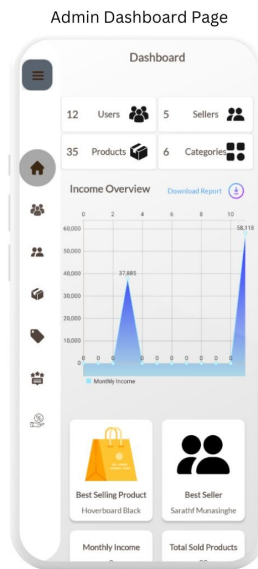 Admin Dashboard Page
Dashboard
12 Users 5 Sellers
35 Products 6 Categories
Income Overview Download Report
0 2 4 6 8 10
60,000
58,118
50,000
40,000
37,885
30,000
20,000
10,000
0 0 0 0 0 0 0 0 0 0
Monthly Income
Best Selling Product Best Seller
Hoverboard Black Sarathf Munasinghe
Monthly Income Total Sold Products